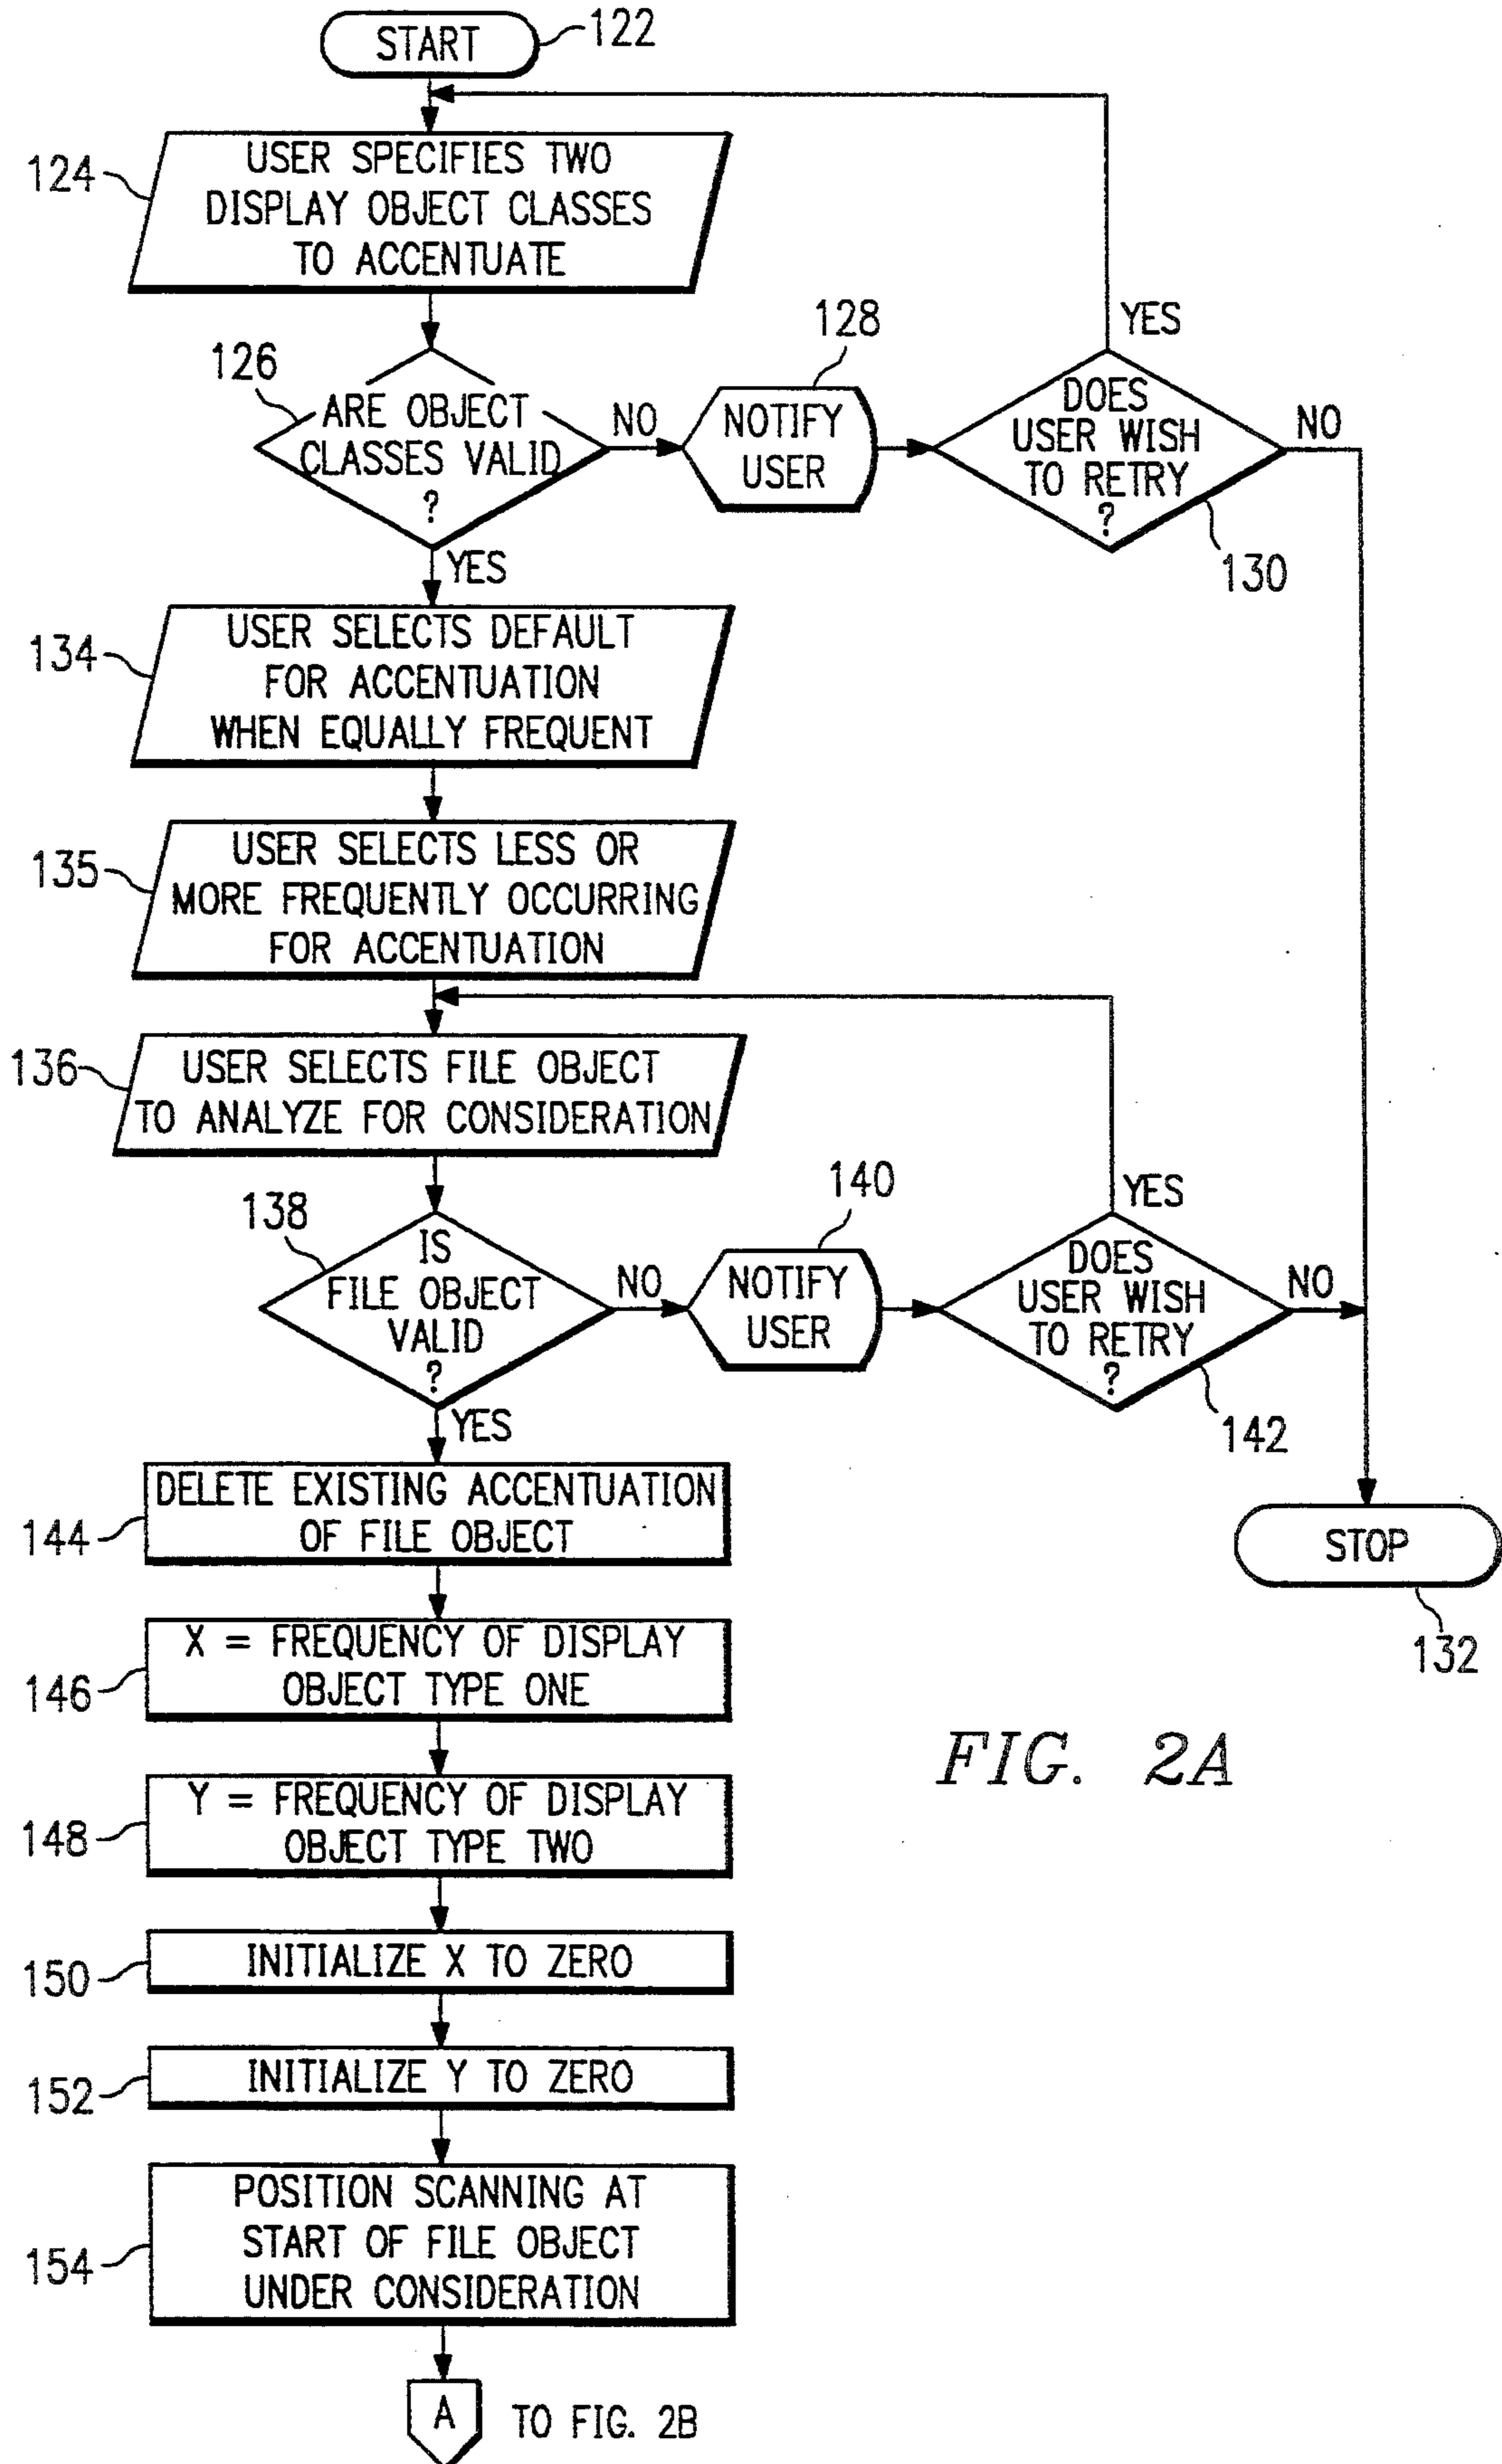 START
122
124
USER SPECIFIES TWO
DISPLAY OBJECT CLASSES
TO ACCENTUATE
126
ARE OBJECT
CLASSES VALID
?
NO
YES
128
NOTIFY
USER
DOES
USER WISH
TO RETRY
?
YES
NO
130
134
USER SELECTS DEFAULT
FOR ACCENTUATION
WHEN EQUALLY FREQUENT
135
USER SELECTS LESS OR
MORE FREQUENTLY OCCURRING
FOR ACCENTUATION
136
USER SELECTS FILE OBJECT
TO ANALYZE FOR CONSIDERATION
138
IS
FILE OBJECT
VALID
?
NO
YES
140
NOTIFY
USER
DOES
USER WISH
TO RETRY
?
YES
NO
142
144
DELETE EXISTING ACCENTUATION
OF FILE OBJECT
STOP
132
146
X = FREQUENCY OF DISPLAY
OBJECT TYPE ONE
148
Y = FREQUENCY OF DISPLAY
OBJECT TYPE TWO
FIG. 2A
150
INITIALIZE X TO ZERO
152
INITIALIZE Y TO ZERO
154
POSITION SCANNING AT
START OF FILE OBJECT
UNDER CONSIDERATION
A
TO FIG. 2B